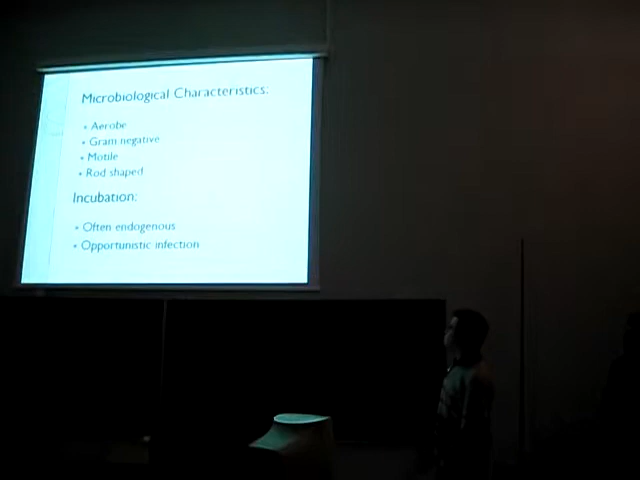 Microbiological Characteristics:
• Aerobe
• Gram negative
• Motile
• Rod shaped
Incubation:
• Often endogenous
• Opportunistic infection